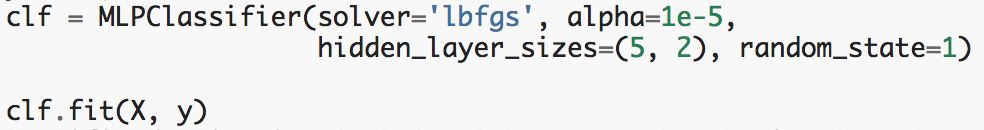 clf = MLPClassifier(solver='lbfgs', alpha=1e-5,
hidden_layer_sizes=(5, 2), random_state=1)
clf.fit(X, y)